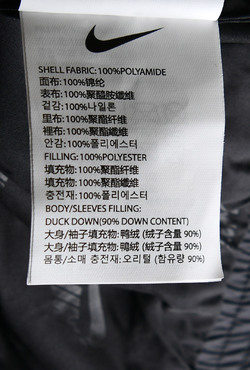 SHELL FABRIC: 100%POLYAMIDE
面布: 100%锦纶
表布: 100%聚醯胺纖維
겉감: 100%나일론
里布: 100%聚酯纤维
裡布: 100%聚酯纖維
안감: 100%폴리에스터
FILLING: 100%POLYESTER
填充物: 100%聚酯纤维
填充物: 100%聚酯纖維
충전재: 100%폴리에스터
BODY/SLEEVES FILLING:
DUCK DOWN(90% DOWN CONTENT)
大身/袖子填充物: 鸭绒 (绒子含量 90%)
大身/袖子填充物: 鴨絨 (絨子含量 90%)
몸통/소매 충전재: 오리털 (함유량 90%)